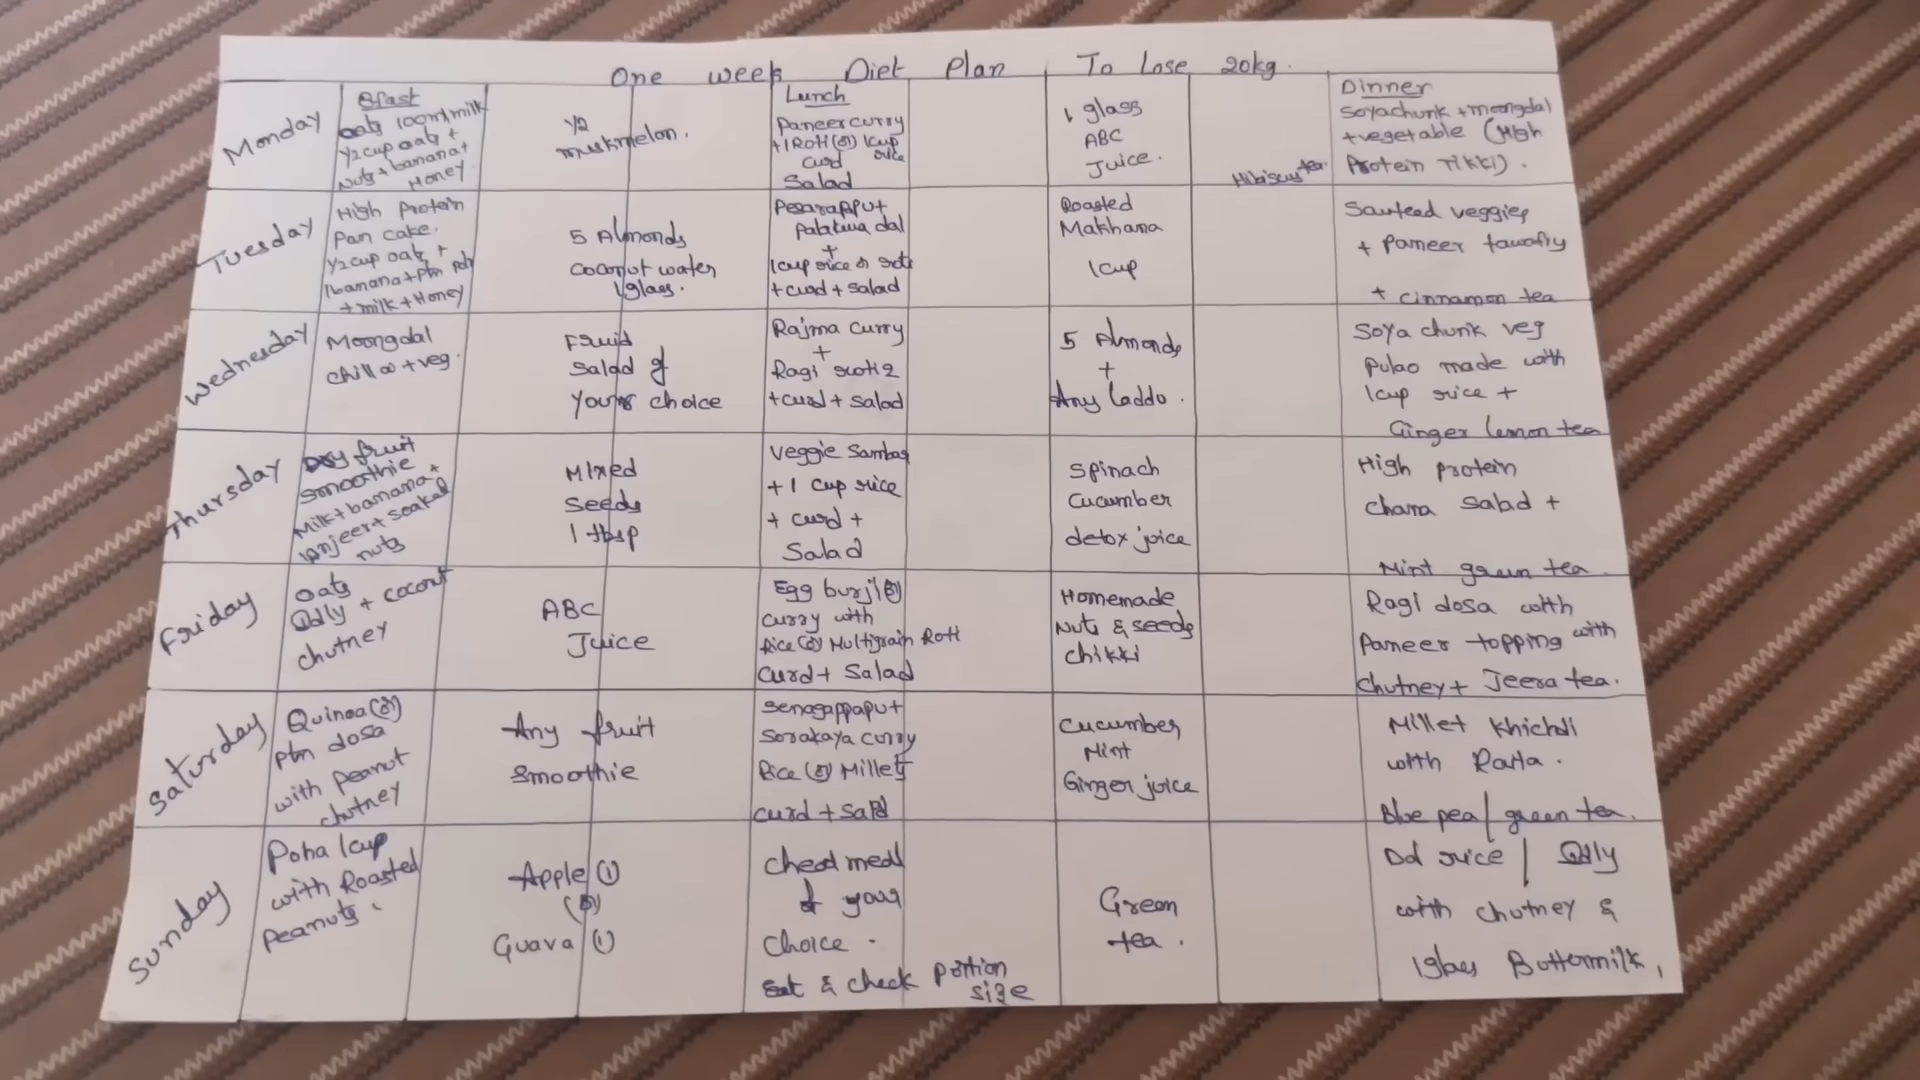 One week Diet Plan To Lose 20kg.
Monday
Bfast
oats 100ml milk
1/2 cup oats +
Nuts + banana +
Honey
1/2
muskmelon.
Lunch
Paneer curry
+ 1 Roti (or) 1 cup
curd rice
Salad
1 glass
ABC
Juice.
Hibiscus tea.
Dinner
Soyachunk + moongdal
+ vegetable (High
Protein Tikki).
Tuesday
High Protein
Pan cake.
1/2 cup oats +
1 banana +
+ milk + Honey
5 Almonds
coconut water
1 glass.
Pesarappu +
dal
+
1 cup rice or roti
+ curd + salad
Roasted
Makhana
1 cup
Sauteed veggies
+ Paneer tawafry
+ cinnamon tea
Wednesday
Moongdal
chilla + veg.
Fruid
Salad of
your choice
Rajma curry
+
Ragi roti 2
+ curd + salad
5 Almonds
+
Any laddo.
Soya chunk veg
Pulao made with
1 cup rice +
Ginger lemon tea
Thursday
Dry fruit
smoothie
Milk + banana +
anjeer + soaked
nuts
Mixed
Seeds
1 tbsp
Veggie Sambar
+ 1 cup rice
+ curd +
Salad
Spinach
Cucumber
detox juice
High protein
chana salad +
Mint green tea.
Friday
oats
Idly + coconut
chutney
ABC
Juice
Egg burji (or)
curry with
Rice (or) Multigrain Roti
curd + Salad
Homemade
Nuts & seeds
chikki
Ragi dosa with
Paneer topping with
chutney + Jeera tea.
Saturday
Quinoa (or)
ptn dosa
with peanut
chutney
Any fruit
Smoothie
Senagappapu +
Sorakaya curry
Rice (or) Millets
curd + salad
Cucumber
Mint
Ginger juice
Millet Khichdi
with Raita.
Blue pea / green tea.
Sunday
Poha 1 cup
with Roasted
Peanuts.
Apple (1)
(or)
Guava (1)
cheat meal
of your
choice.
Eat & check portion
size
Green
tea.
rice / Idly
with chutney &
1 glass Buttermilk,